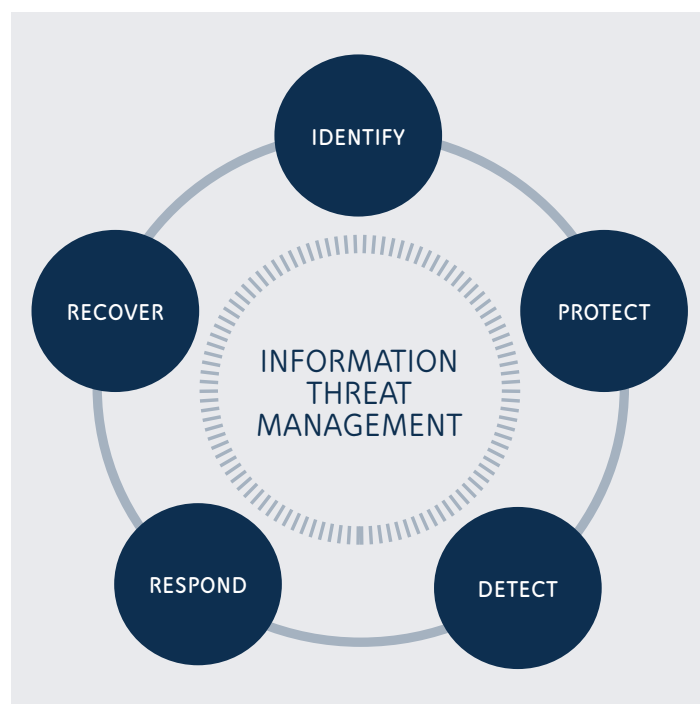 IDENTIFY
PROTECT
DETECT
RESPOND
RECOVER
INFORMATION
THREAT
MANAGEMENT